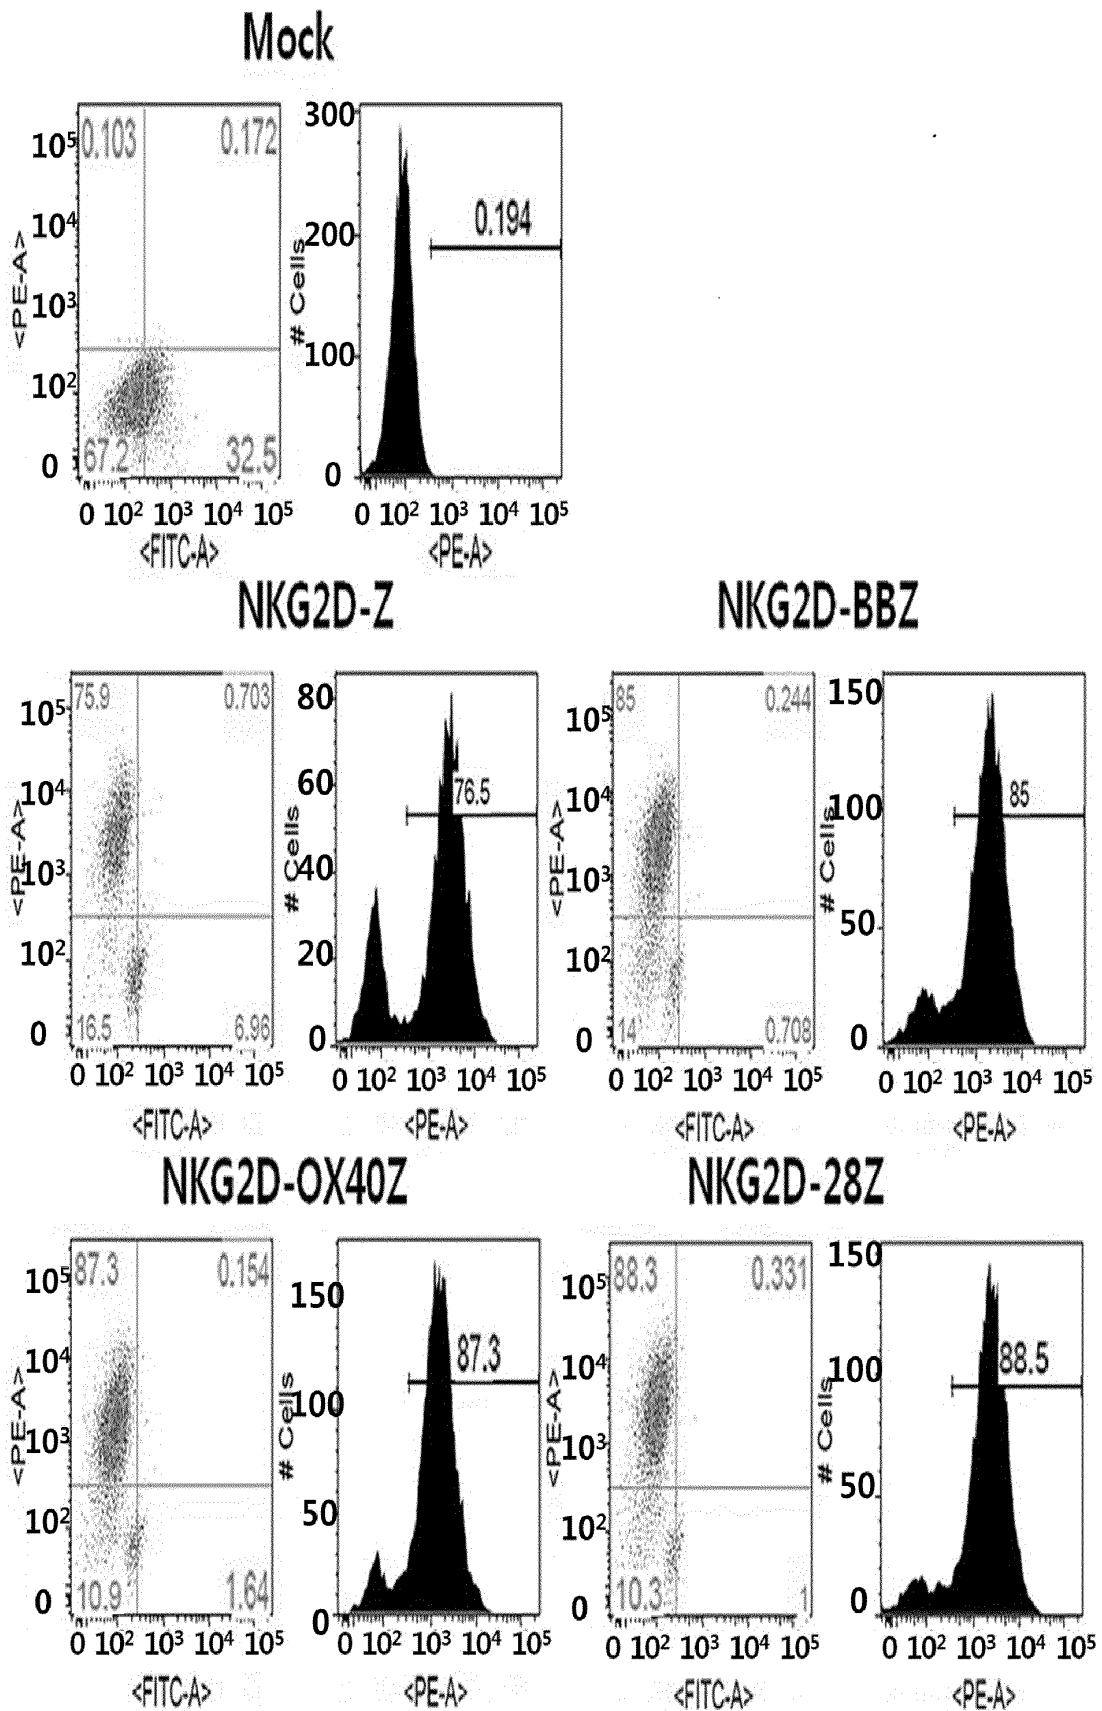 Mock
0.103 0.172
67.2 32.5
10⁵
10⁴
10³
10²
0
<PE-A>
0 10² 10³ 10⁴ 10⁵
<FITC-A>
300
200
100
0
# Cells
0.194
0 10² 10³ 10⁴ 10⁵
<PE-A>
NKG2D-Z
75.9 0.703
16.5 6.96
10⁵
10⁴
10³
10²
0
<PE-A>
0 10² 10³ 10⁴ 10⁵
<FITC-A>
80
60
40
20
0
# Cells
76.5
0 10² 10³ 10⁴ 10⁵
<PE-A>
NKG2D-BBZ
85 0.244
14 0.708
10⁵
10⁴
10³
10²
0
<PE-A>
0 10² 10³ 10⁴ 10⁵
<FITC-A>
150
100
50
0
# Cells
85
0 10² 10³ 10⁴ 10⁵
<PE-A>
NKG2D-OX40Z
87.3 0.154
10.9 1.64
10⁵
10⁴
10³
10²
0
<PE-A>
0 10² 10³ 10⁴ 10⁵
<FITC-A>
150
100
50
0
# Cells
87.3
0 10² 10³ 10⁴ 10⁵
<PE-A>
NKG2D-28Z
88.3 0.331
10.3 1
10⁵
10⁴
10³
10²
0
<PE-A>
0 10² 10³ 10⁴ 10⁵
<FITC-A>
150
100
50
0
# Cells
88.5
0 10² 10³ 10⁴ 10⁵
<PE-A>